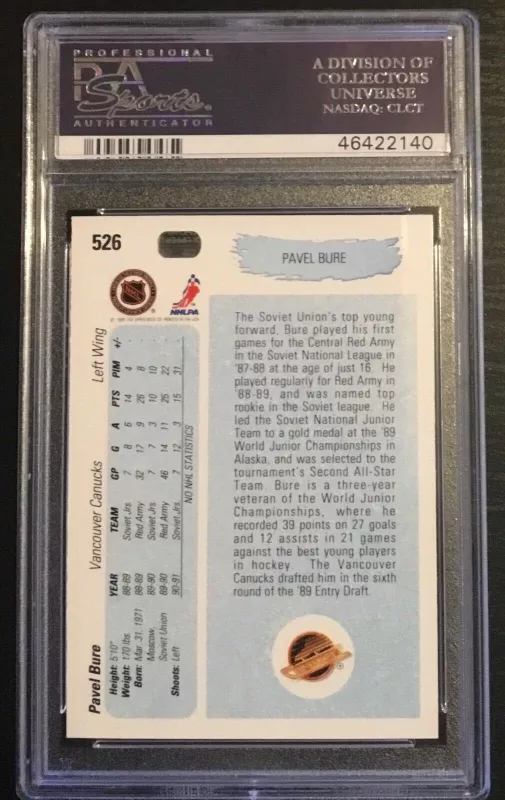 PROFESSIONAL
PSA
Sports
AUTHENTICATOR
A DIVISION OF
COLLECTORS
UNIVERSE
NASDAQ: CLCT
46422140
526
PAVEL BURE
NHLPA
The Soviet Union's top young
forward, Bure played his first
games for the Central Red Army
in the Soviet National League in
'87-88 at the age of just 16. He
played regularly for Red Army in
'88-89, and was named top
rookie in the Soviet league. He
led the Soviet National Junior
Team to a gold medal at the '89
World Junior Championships in
Alaska, and was selected to the
tournament's Second All-Star
Team. Bure is a three-year
veteran of the World Junior
Championships, where he
recorded 39 points on 27 goals
and 12 assists in 21 games
against the best young players
in hockey. The Vancouver
Canucks drafted him in the sixth
round of the '89 Entry Draft.
Pavel Bure Vancouver Canucks Left Wing
Height: 5'10"
Weight: 170 lbs.
Born: Mar. 31, 1971
Moscow,
Soviet Union
Shoots: Left
YEAR TEAM GP G A PTS PIM +/-
88-89 Soviet Jrs. 7 8 6 14 4 -
88-89 Red Army 32 17 9 26 8 -
89-90 Soviet Jrs. 7 7 3 10 10 -
89-90 Red Army 46 14 11 25 22 -
90-91 Soviet Jrs. 7 12 3 15 31 -
NO NHL STATISTICS